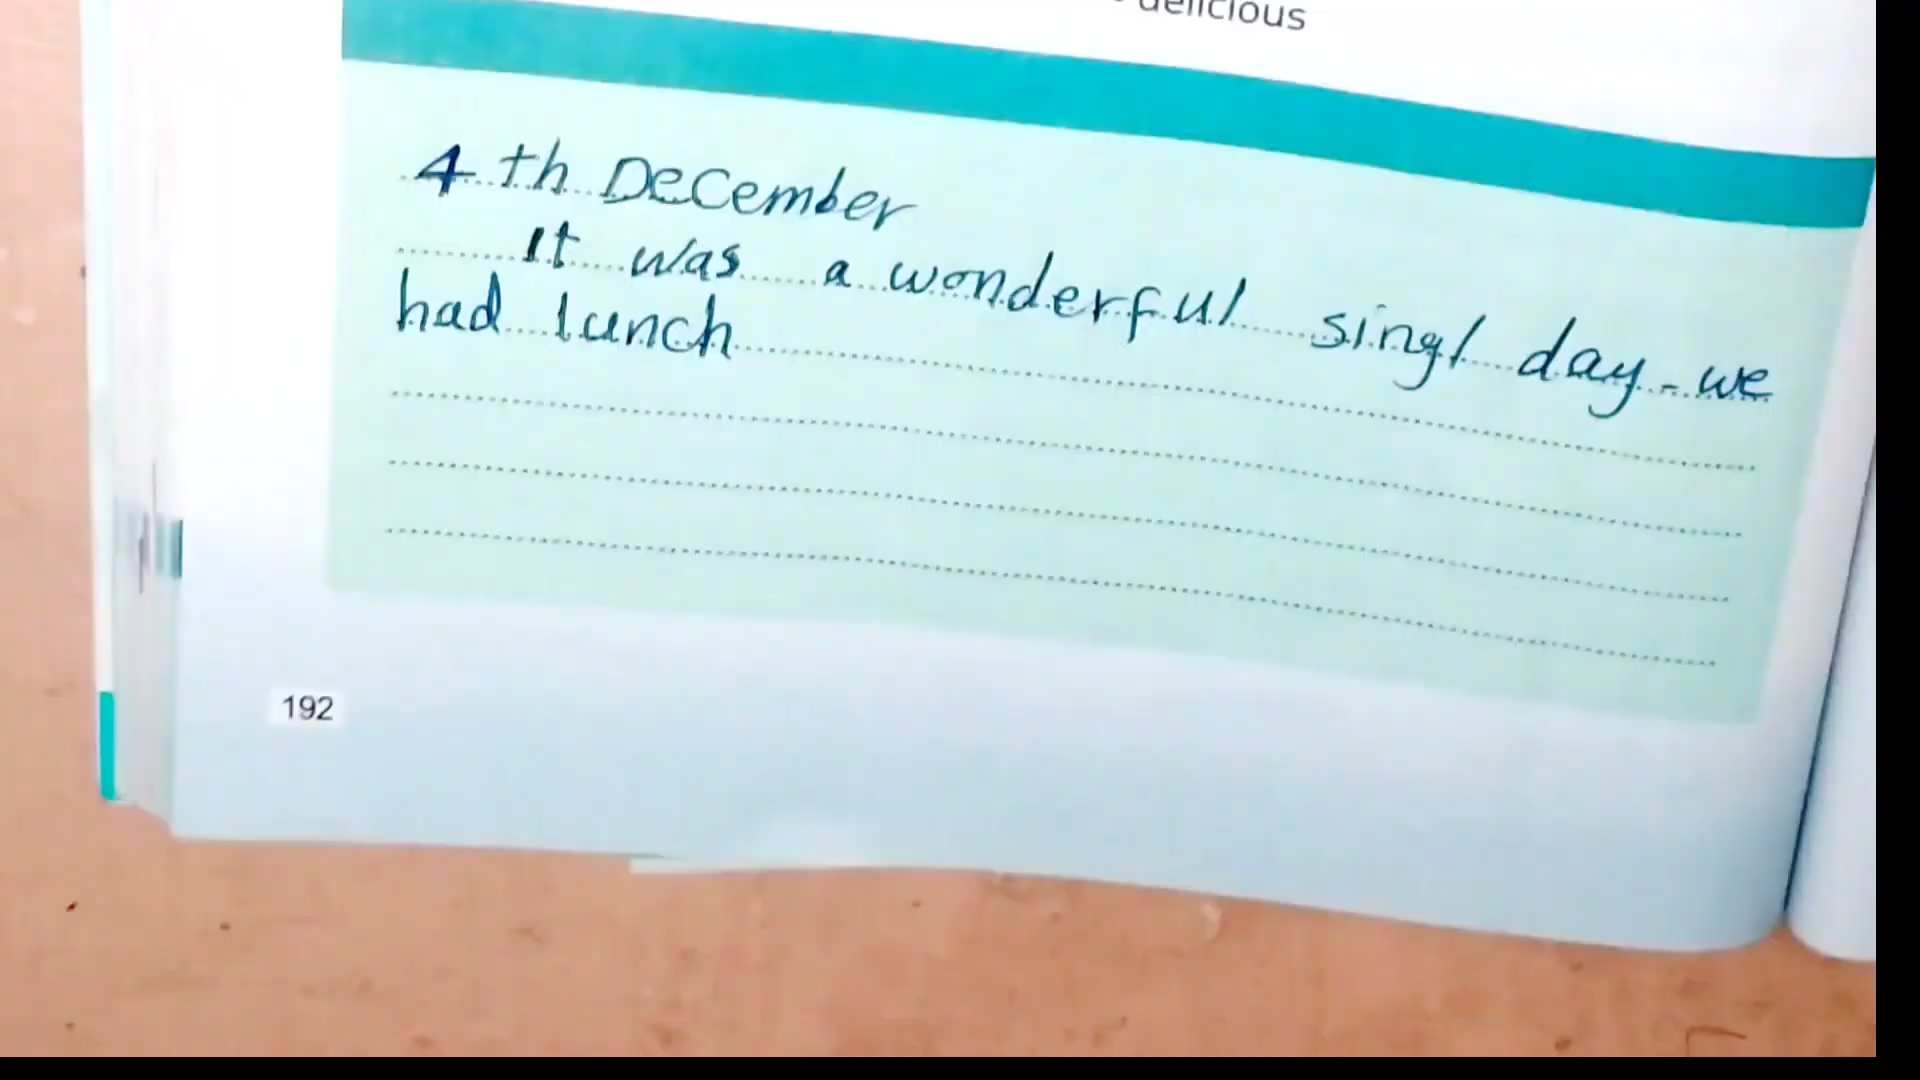 delicious
4 th December
It was a wonderful singl day. we
had lunch
192